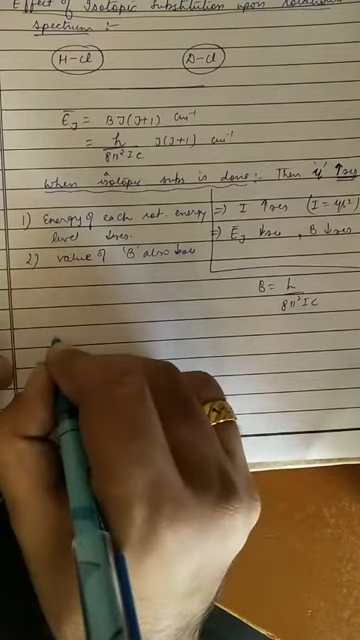 Effect of Isotopic Substitution upon rotational
Spectrum :-
H-Cl D-Cl
ε̄J = BJ(J+1) cm⁻¹
= h/8π²IC J(J+1) cm⁻¹
When a isotopic subs is done:- Then 'μ' ↑ses
1) Energy of each rot. energy level ↓ses.
⇒ I ↑ses (I = μr²)
⇒ EJ ↓ses , B ↓ses
2) value of 'B' also ↓ses
B = h/8π²IC